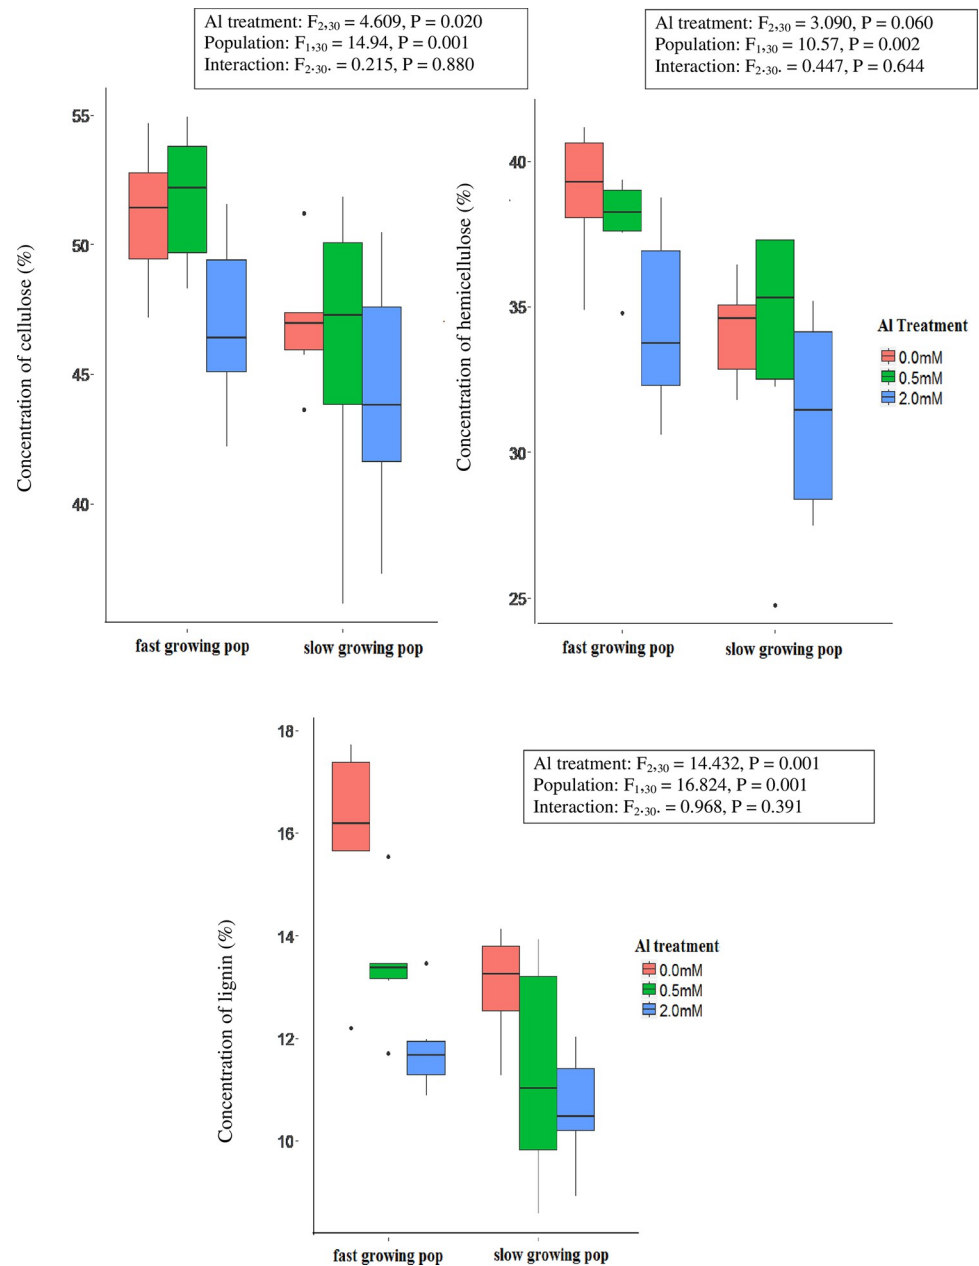 Al treatment: F₂,₃₀ = 4.609, P = 0.020
Population: F₁,₃₀ = 14.94, P = 0.001
Interaction: F₂.₃₀. = 0.215, P = 0.880
Concentration of cellulose (%)
55
50
45
40
fast growing pop
slow growing pop
Al treatment: F₂,₃₀ = 3.090, P = 0.060
Population: F₁,₃₀ = 10.57, P = 0.002
Interaction: F₂.₃₀. = 0.447, P = 0.644
Concentration of hemicellulose (%)
40
35
30
25
fast growing pop
slow growing pop
Al Treatment
0.0mM
0.5mM
2.0mM
Al treatment: F₂,₃₀ = 14.432, P = 0.001
Population: F₁,₃₀ = 16.824, P = 0.001
Interaction: F₂.₃₀. = 0.968, P = 0.391
Concentration of lignin (%)
18
16
14
12
10
fast growing pop
slow growing pop
Al treatment
0.0mM
0.5mM
2.0mM